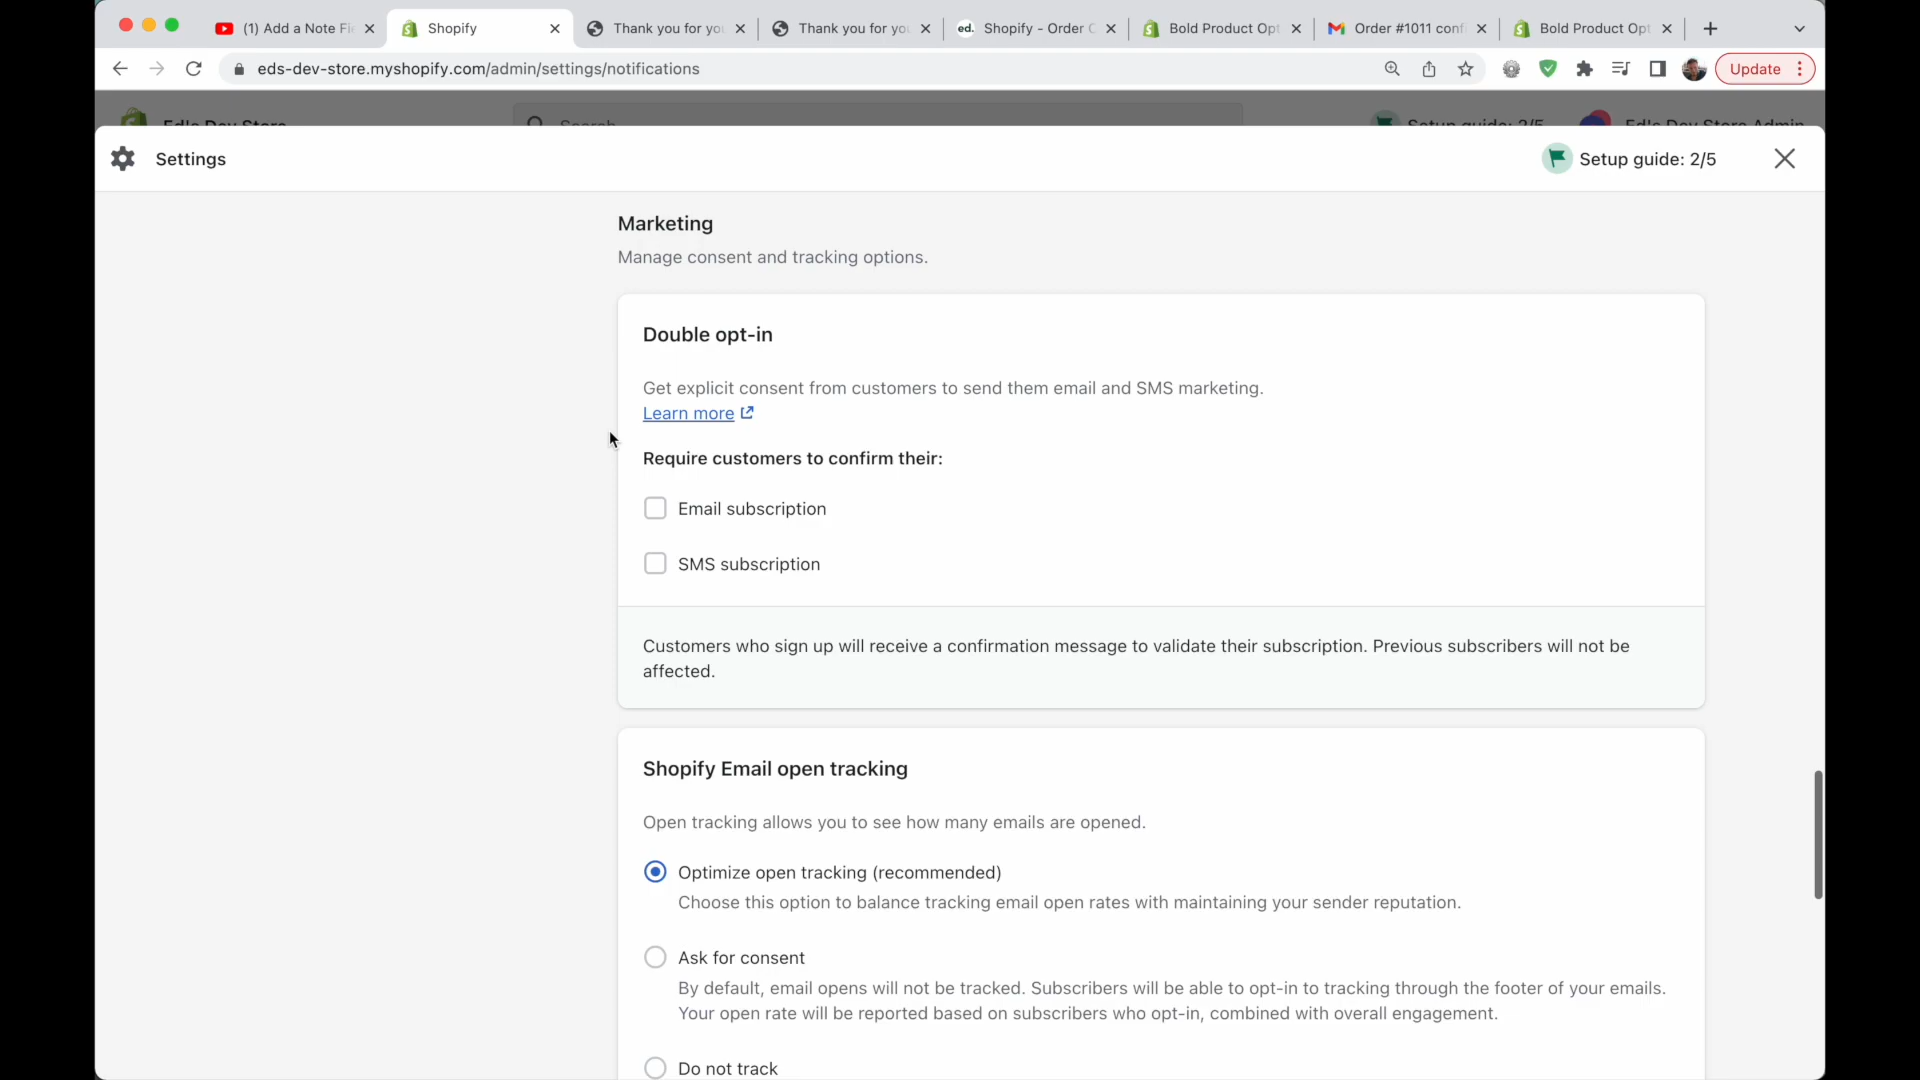 (1) Add a Note Fi
Shopify
Thank you for you
Thank you for you
ed. Shopify - Order C
Bold Product Opt
Order #1011 conf
Bold Product Opt
eds-dev-store.myshopify.com/admin/settings/notifications
Update
Ed's Dev Store
Search
Setup guide: 2/5
Ed's Dev Store Admin
Settings
Setup guide: 2/5
Marketing
Manage consent and tracking options.
Double opt-in
Get explicit consent from customers to send them email and SMS marketing.
Learn more
Require customers to confirm their:
Email subscription
SMS subscription
Customers who sign up will receive a confirmation message to validate their subscription. Previous subscribers will not be
affected.
Shopify Email open tracking
Open tracking allows you to see how many emails are opened.
Optimize open tracking (recommended)
Choose this option to balance tracking email open rates with maintaining your sender reputation.
Ask for consent
By default, email opens will not be tracked. Subscribers will be able to opt-in to tracking through the footer of your emails.
Your open rate will be reported based on subscribers who opt-in, combined with overall engagement.
Do not track